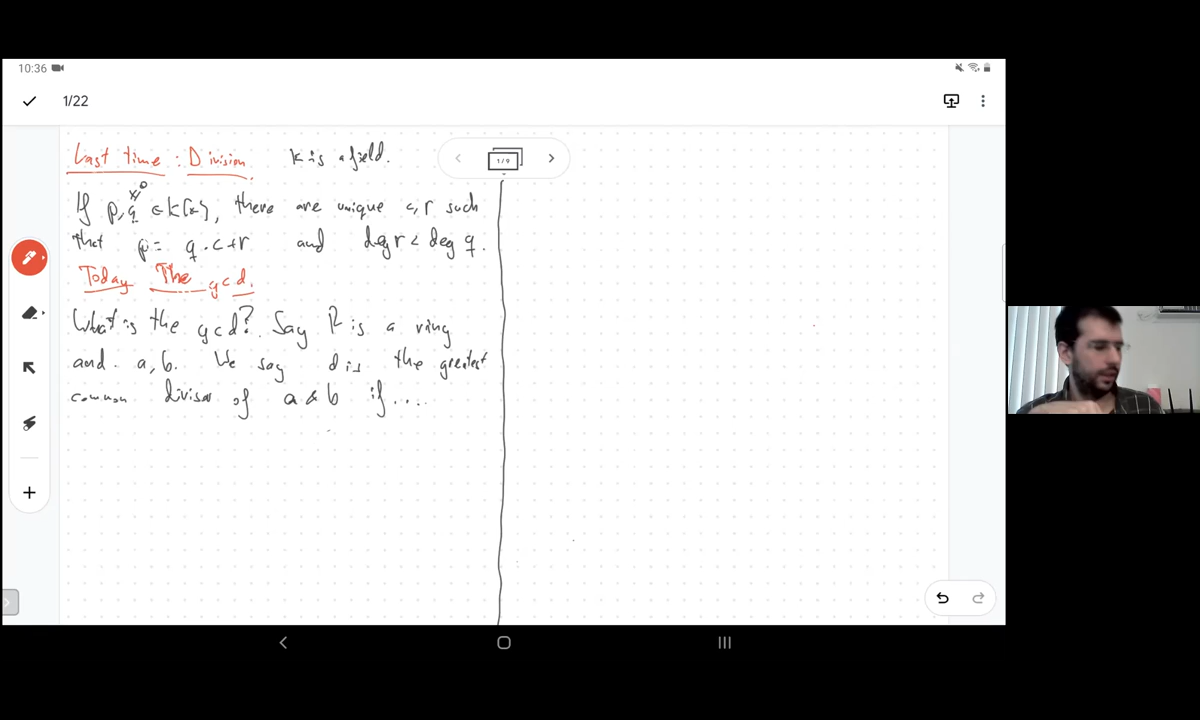 10:36
1/22
Last time: Division. k is a field.
1/9
If p, q ∈ k[x], there are unique c, r such
≠0
that p = q·c+r and deg r < deg q.
Today The gcd.
What is the gcd? Say R is a ring
and a, b. We say d is the greatest
common divisor of a & b if....